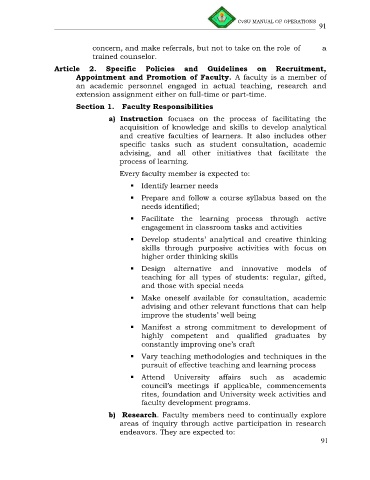 CvSU MANUAL OF OPERATIONS
91
concern, and make referrals, but not to take on the role of a
trained counselor.
Article 2. Specific Policies and Guidelines on Recruitment,
Appointment and Promotion of Faculty. A faculty is a member of
an academic personnel engaged in actual teaching, research and
extension assignment either on full-time or part-time.
Section 1. Faculty Responsibilities
a) Instruction focuses on the process of facilitating the
acquisition of knowledge and skills to develop analytical
and creative faculties of learners. It also includes other
specific tasks such as student consultation, academic
advising, and all other initiatives that facilitate the
process of learning.
Every faculty member is expected to:
▪ Identify learner needs
▪ Prepare and follow a course syllabus based on the
needs identified;
▪ Facilitate the learning process through active
engagement in classroom tasks and activities
▪ Develop students’ analytical and creative thinking
skills through purposive activities with focus on
higher order thinking skills
▪ Design alternative and innovative models of
teaching for all types of students: regular, gifted,
and those with special needs
▪ Make oneself available for consultation, academic
advising and other relevant functions that can help
improve the students’ well being
▪ Manifest a strong commitment to development of
highly competent and qualified graduates by
constantly improving one’s craft
▪ Vary teaching methodologies and techniques in the
pursuit of effective teaching and learning process
▪ Attend University affairs such as academic
council’s meetings if applicable, commencements
rites, foundation and University week activities and
faculty development programs.
b) Research. Faculty members need to continually explore
areas of inquiry through active participation in research
endeavors. They are expected to:
91